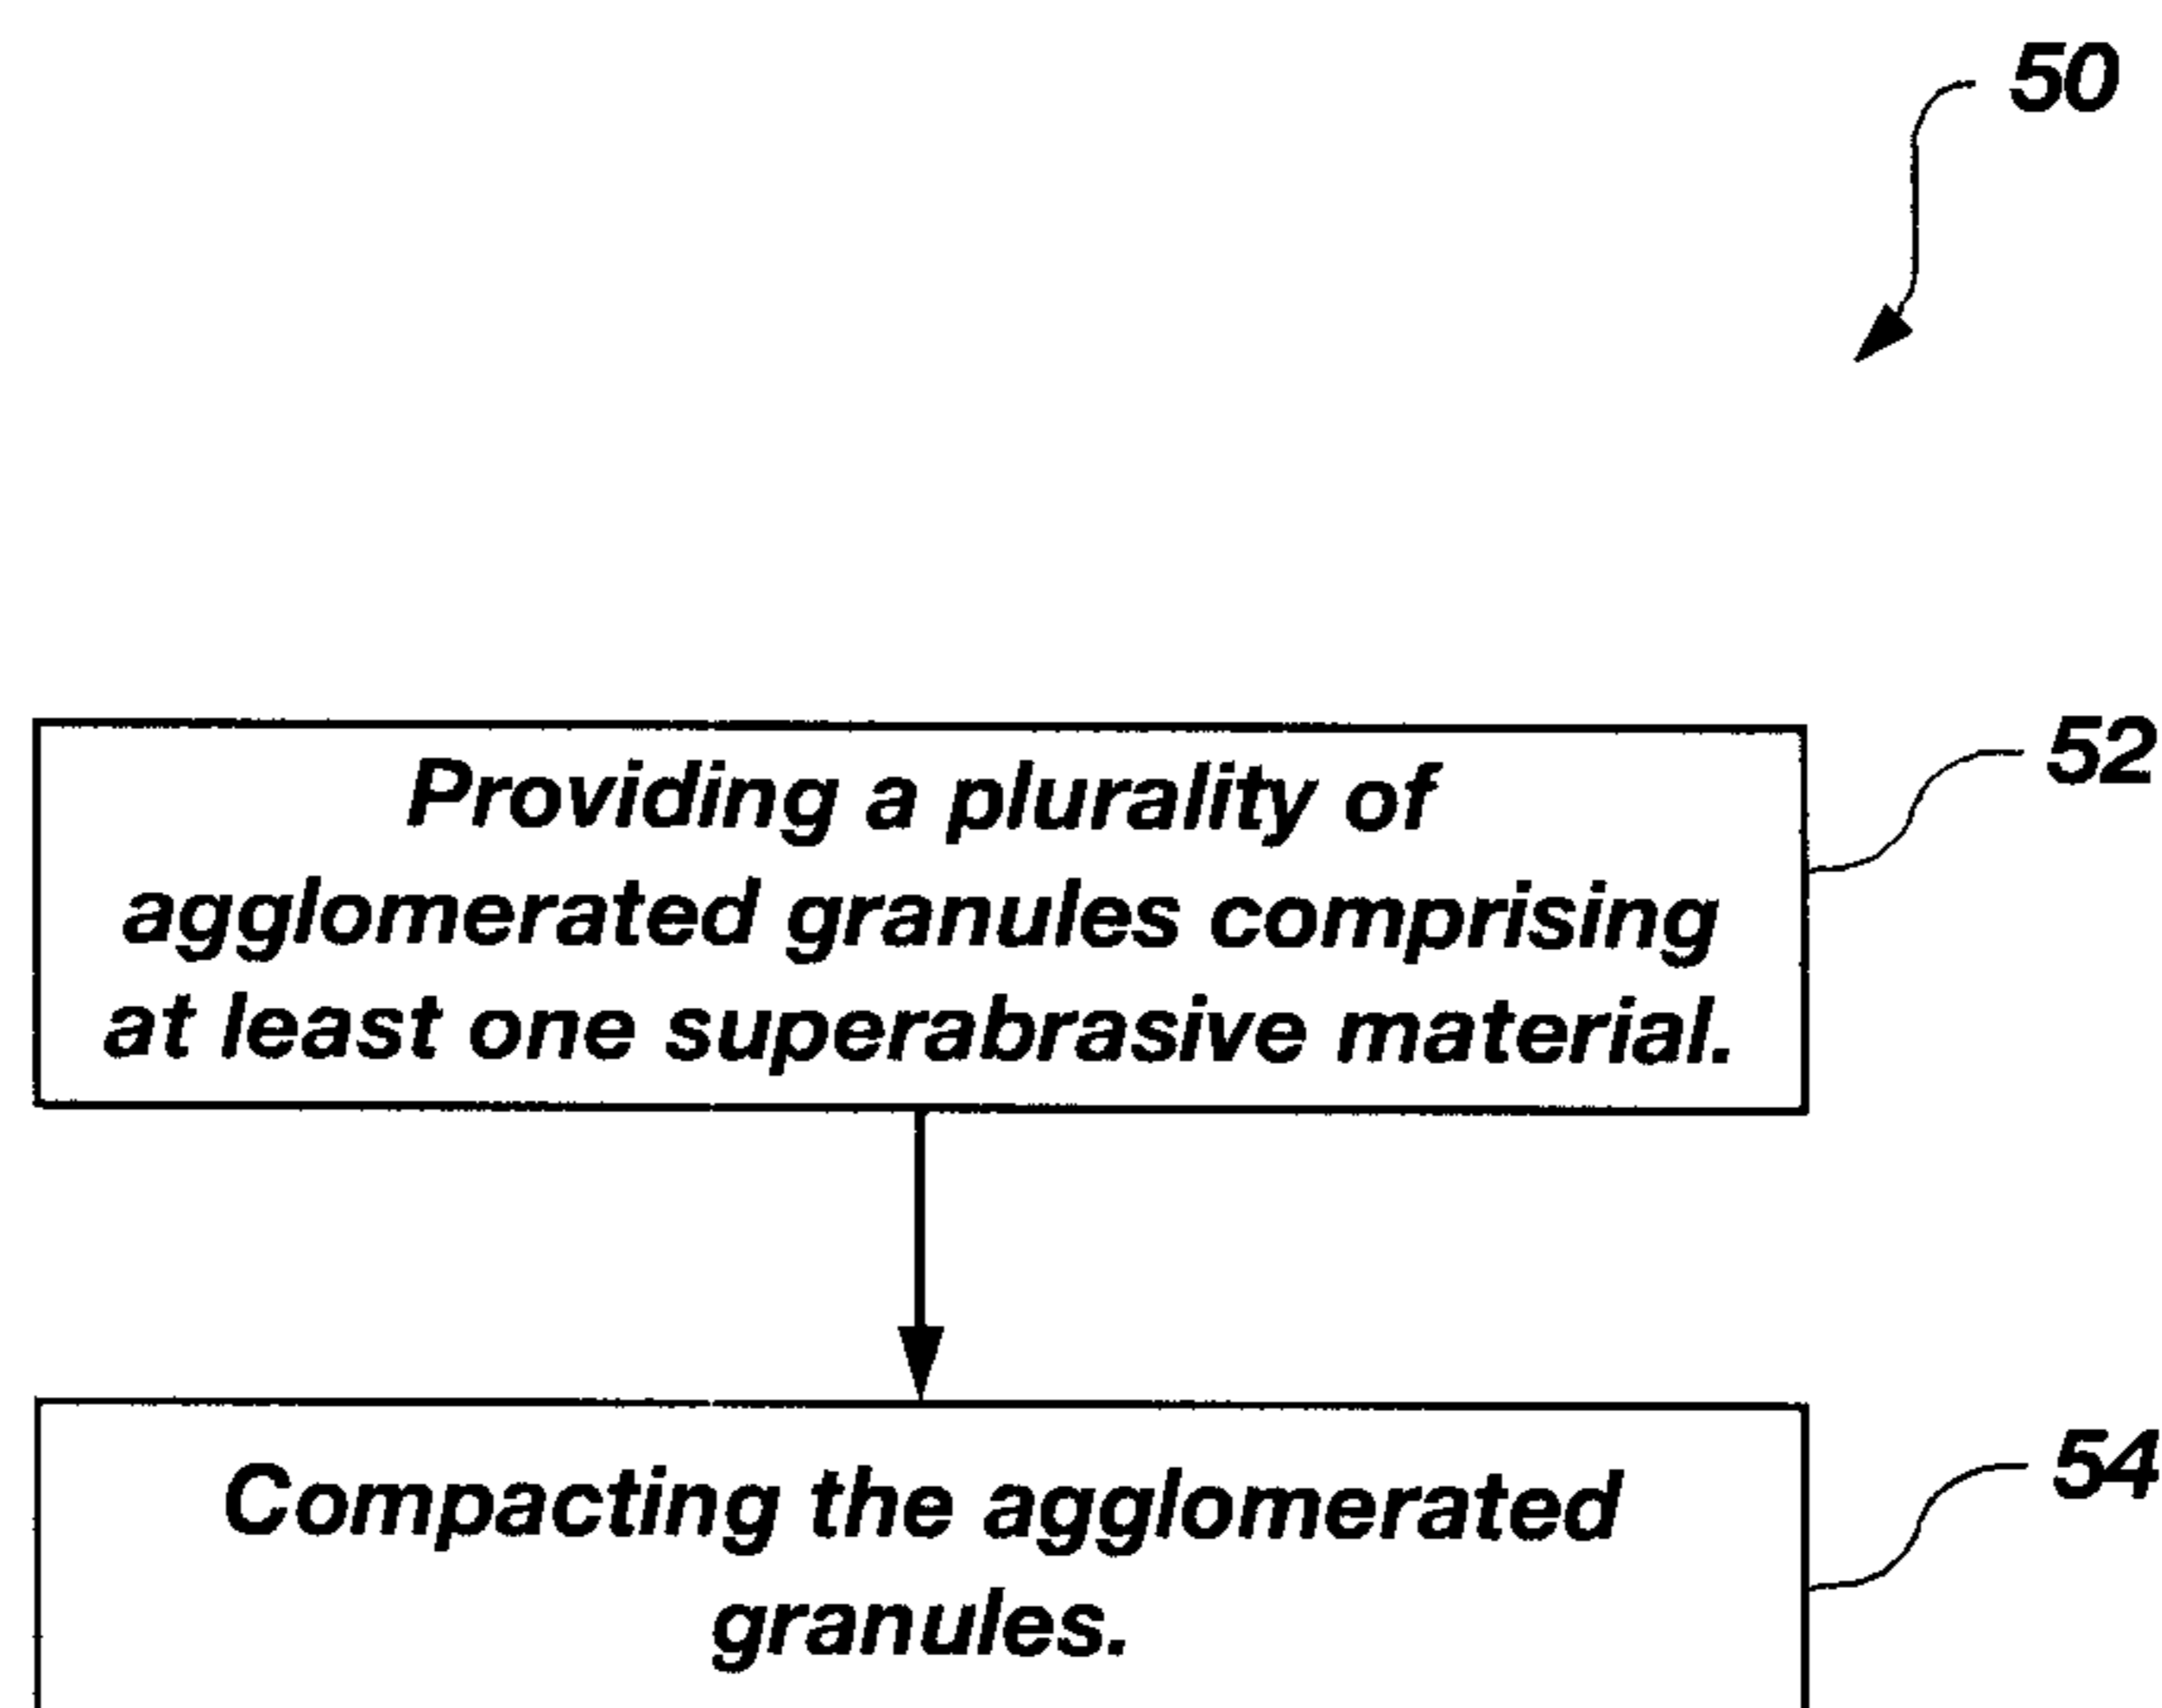 50
52
Providing a plurality of
agglomerated granules comprising
at least one superabrasive material.
54
Compacting the agglomerated
granules.